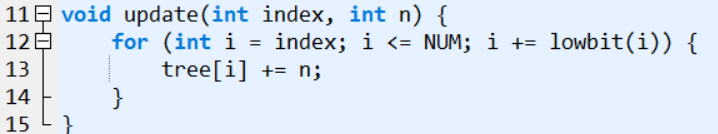 11 void update(int index, int n) {
12     for (int i = index; i <= NUM; i += lowbit(i)) {
13         tree[i] += n;
14     }
15 }